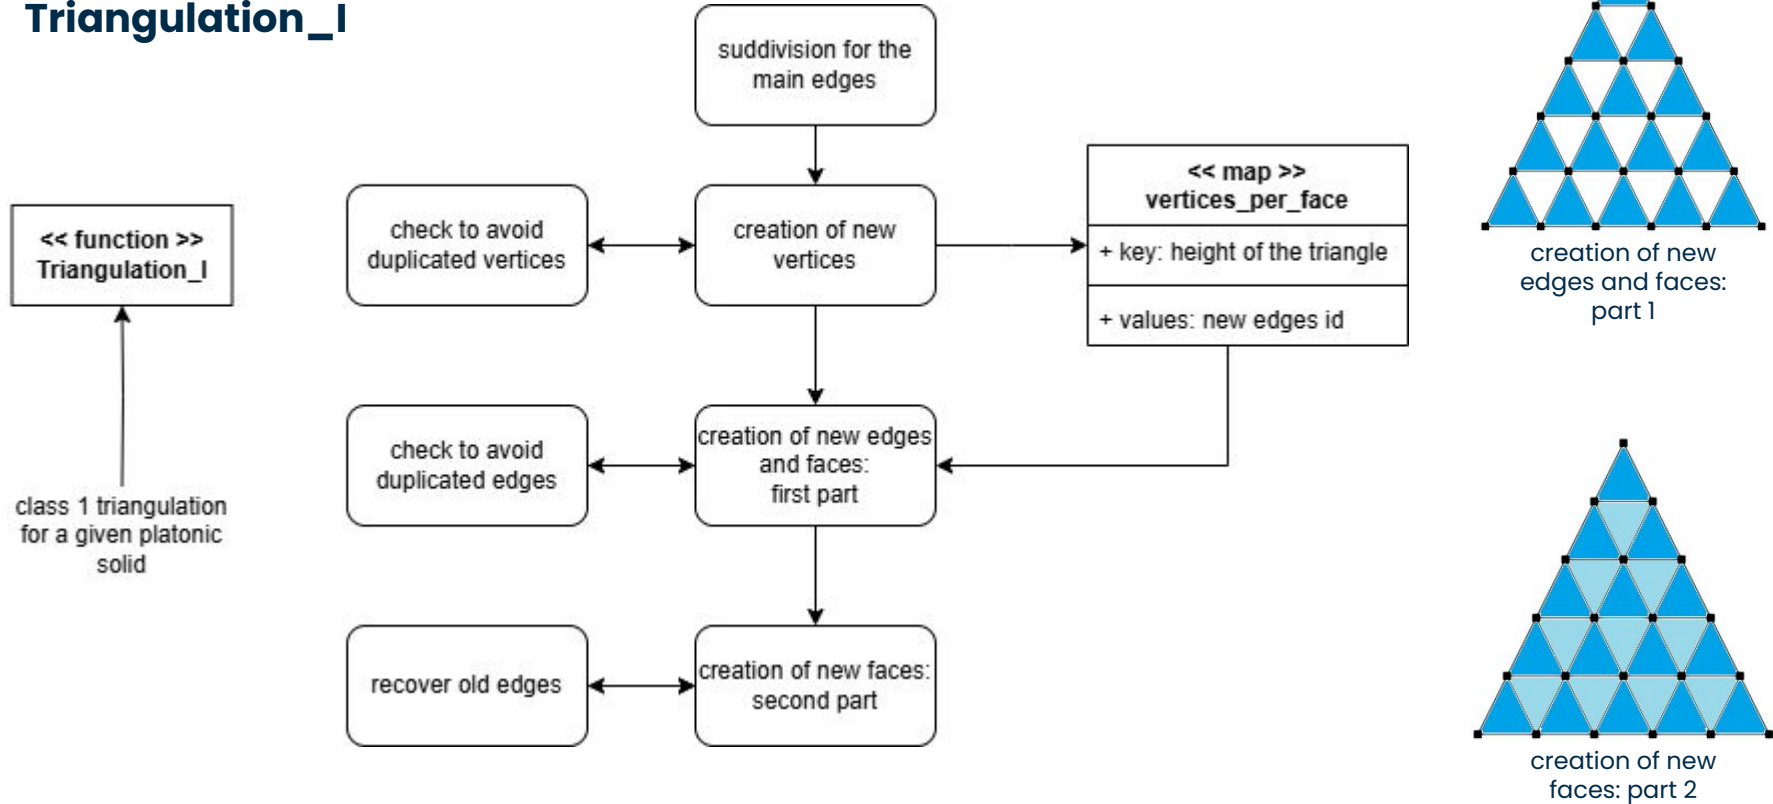 Triangulation_I
suddivision for the
main edges
<< function >>
Triangulation_I
class 1 triangulation
for a given platonic
solid
check to avoid
duplicated vertices
creation of new
vertices
<< map >>
vertices_per_face
+ key: height of the triangle
+ values: new edges id
check to avoid
duplicated edges
creation of new edges
and faces:
first part
recover old edges
creation of new faces:
second part
creation of new
edges and faces:
part 1
creation of new
faces: part 2